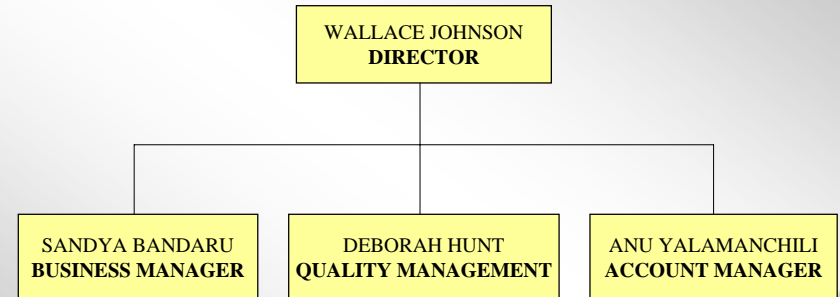 WALLACE JOHNSON
DIRECTOR
SANDYA BANDARU
BUSINESS MANAGER
DEBORAH HUNT
QUALITY MANAGEMENT
ANU YALAMANCHILI
ACCOUNT MANAGER